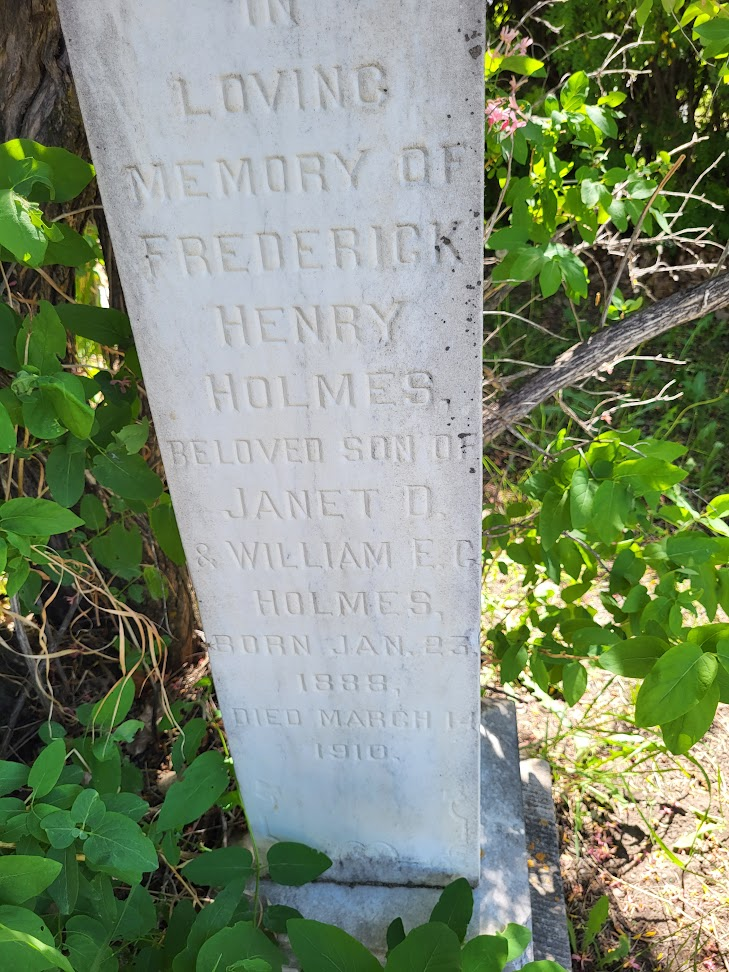 IN
LOVING
MEMORY OF
FREDERICK
HENRY
HOLMES,
BELOVED SON OF
JANET D.
& WILLIAM E. G.
HOLMES,
BORN JAN. 23,
1888,
DIED MARCH 14
1910.